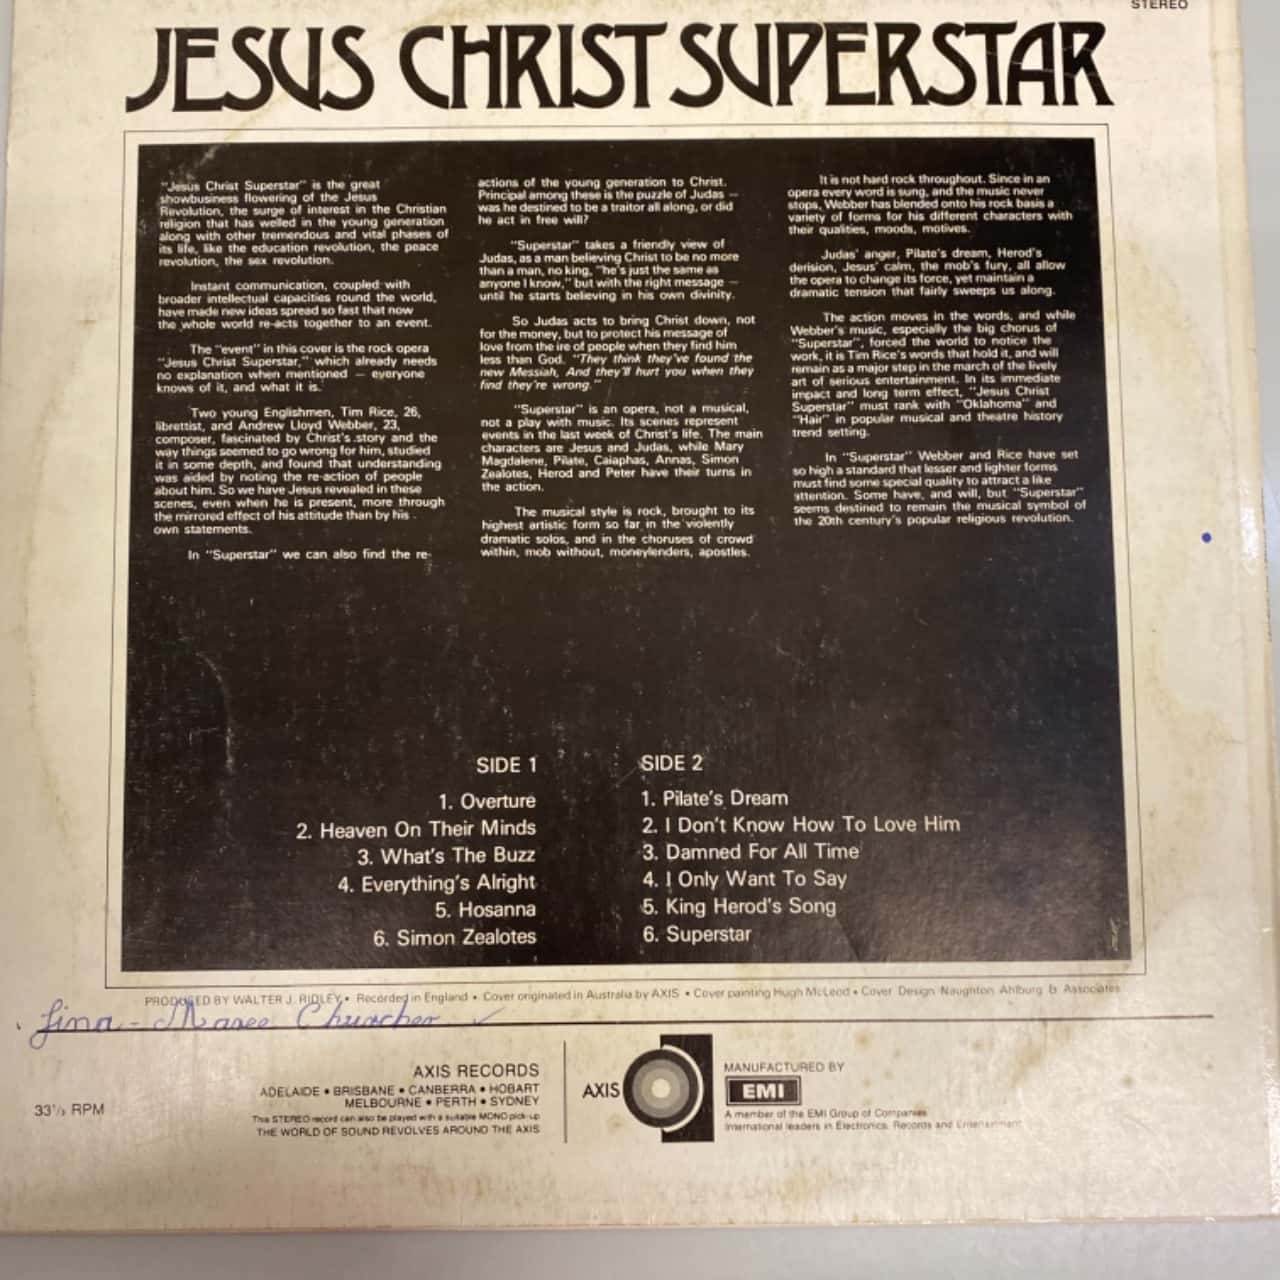 STEREO
JESUS CHRIST SUPERSTAR
"Jesus Christ Superstar" is the great
showbusiness flowering of the Jesus
Revolution, the surge of interest in the Christian
religion that has welled in the young generation
along with other tremendous and vital phases of
its life, like the education revolution, the peace
revolution, the sex revolution.
Instant communication, coupled with
broader intellectual capacities round the world,
have made new ideas spread so fast that now
the whole world re-acts together to an event.
The "event" in this cover is the rock opera
"Jesus Christ Superstar," which already needs
no explanation when mentioned — everyone
knows of it, and what it is.
Two young Englishmen, Tim Rice, 26,
librettist, and Andrew Lloyd Webber, 23,
composer, fascinated by Christ's story and the
way things seemed to go wrong for him, studied
it in some depth, and found that understanding
was aided by noting the re-action of people
about him. So we have Jesus revealed in these
scenes, even when he is present, more through
the mirrored effect of his attitude than by his
own statements.
In "Superstar" we can also find the re-
actions of the young generation to Christ.
Principal among these is the puzzle of Judas —
was he destined to be a traitor all along, or did
he act in free will?
"Superstar" takes a friendly view of
Judas, as a man believing Christ to be no more
than a man, no king, "he's just the same as
anyone I know," but with the right message —
until he starts believing in his own divinity.
So Judas acts to bring Christ down, not
for the money, but to protect his message of
love from the ire of people when they find him
less than God. "They think they've found the
new Messiah, And they'll hurt you when they
find they're wrong."
"Superstar" is an opera, not a musical,
not a play with music. Its scenes represent
events in the last week of Christ's life. The main
characters are Jesus and Judas, while Mary
Magdalene, Pilate, Caiaphas, Annas, Simon
Zealotes, Herod and Peter have their turns in
the action.
The musical style is rock, brought to its
highest artistic form so far in the violently
dramatic solos, and in the choruses of crowd
within, mob without, moneylenders, apostles.
It is not hard rock throughout. Since in an
opera every word is sung, and the music never
stops, Webber has blended onto his rock basis a
variety of forms for his different characters with
their qualities, moods, motives.
Judas' anger, Pilate's dream, Herod's
derision, Jesus' calm, the mob's fury, all allow
the opera to change its force, yet maintain a
dramatic tension that fairly sweeps us along.
The action moves in the words, and while
Webber's music, especially the big chorus of
"Superstar", forced the world to notice the
work, it is Tim Rice's words that hold it, and will
remain as a major step in the march of the lively
art of serious entertainment. In its immediate
impact and long term effect, "Jesus Christ
Superstar" must rank with "Oklahoma" and
"Hair" in popular musical and theatre history
trend setting.
In "Superstar" Webber and Rice have set
so high a standard that lesser and lighter forms
must find some special quality to attract a like
attention. Some have, and will, but "Superstar"
seems destined to remain the musical symbol of
the 20th century's popular religious revolution.
SIDE 1
1. Overture
2. Heaven On Their Minds
3. What's The Buzz
4. Everything's Alright
5. Hosanna
6. Simon Zealotes
SIDE 2
1. Pilate's Dream
2. I Don't Know How To Love Him
3. Damned For All Time
4. I Only Want To Say
5. King Herod's Song
6. Superstar
PRODUCED BY WALTER J. RIDLEY • Recorded in England • Cover originated in Australia by AXIS • Cover painting Hugh McLeod • Cover Design Naughton Ahlburg & Associates
Lina-Maree Churcher
33⅓ RPM
AXIS RECORDS
ADELAIDE • BRISBANE • CANBERRA • HOBART
MELBOURNE • PERTH • SYDNEY
This STEREO record can also be played with a suitable MONO pick-up
THE WORLD OF SOUND REVOLVES AROUND THE AXIS
AXIS
MANUFACTURED BY
EMI
A member of the EMI Group of Companies
International leaders in Electronics, Records and Entertainment